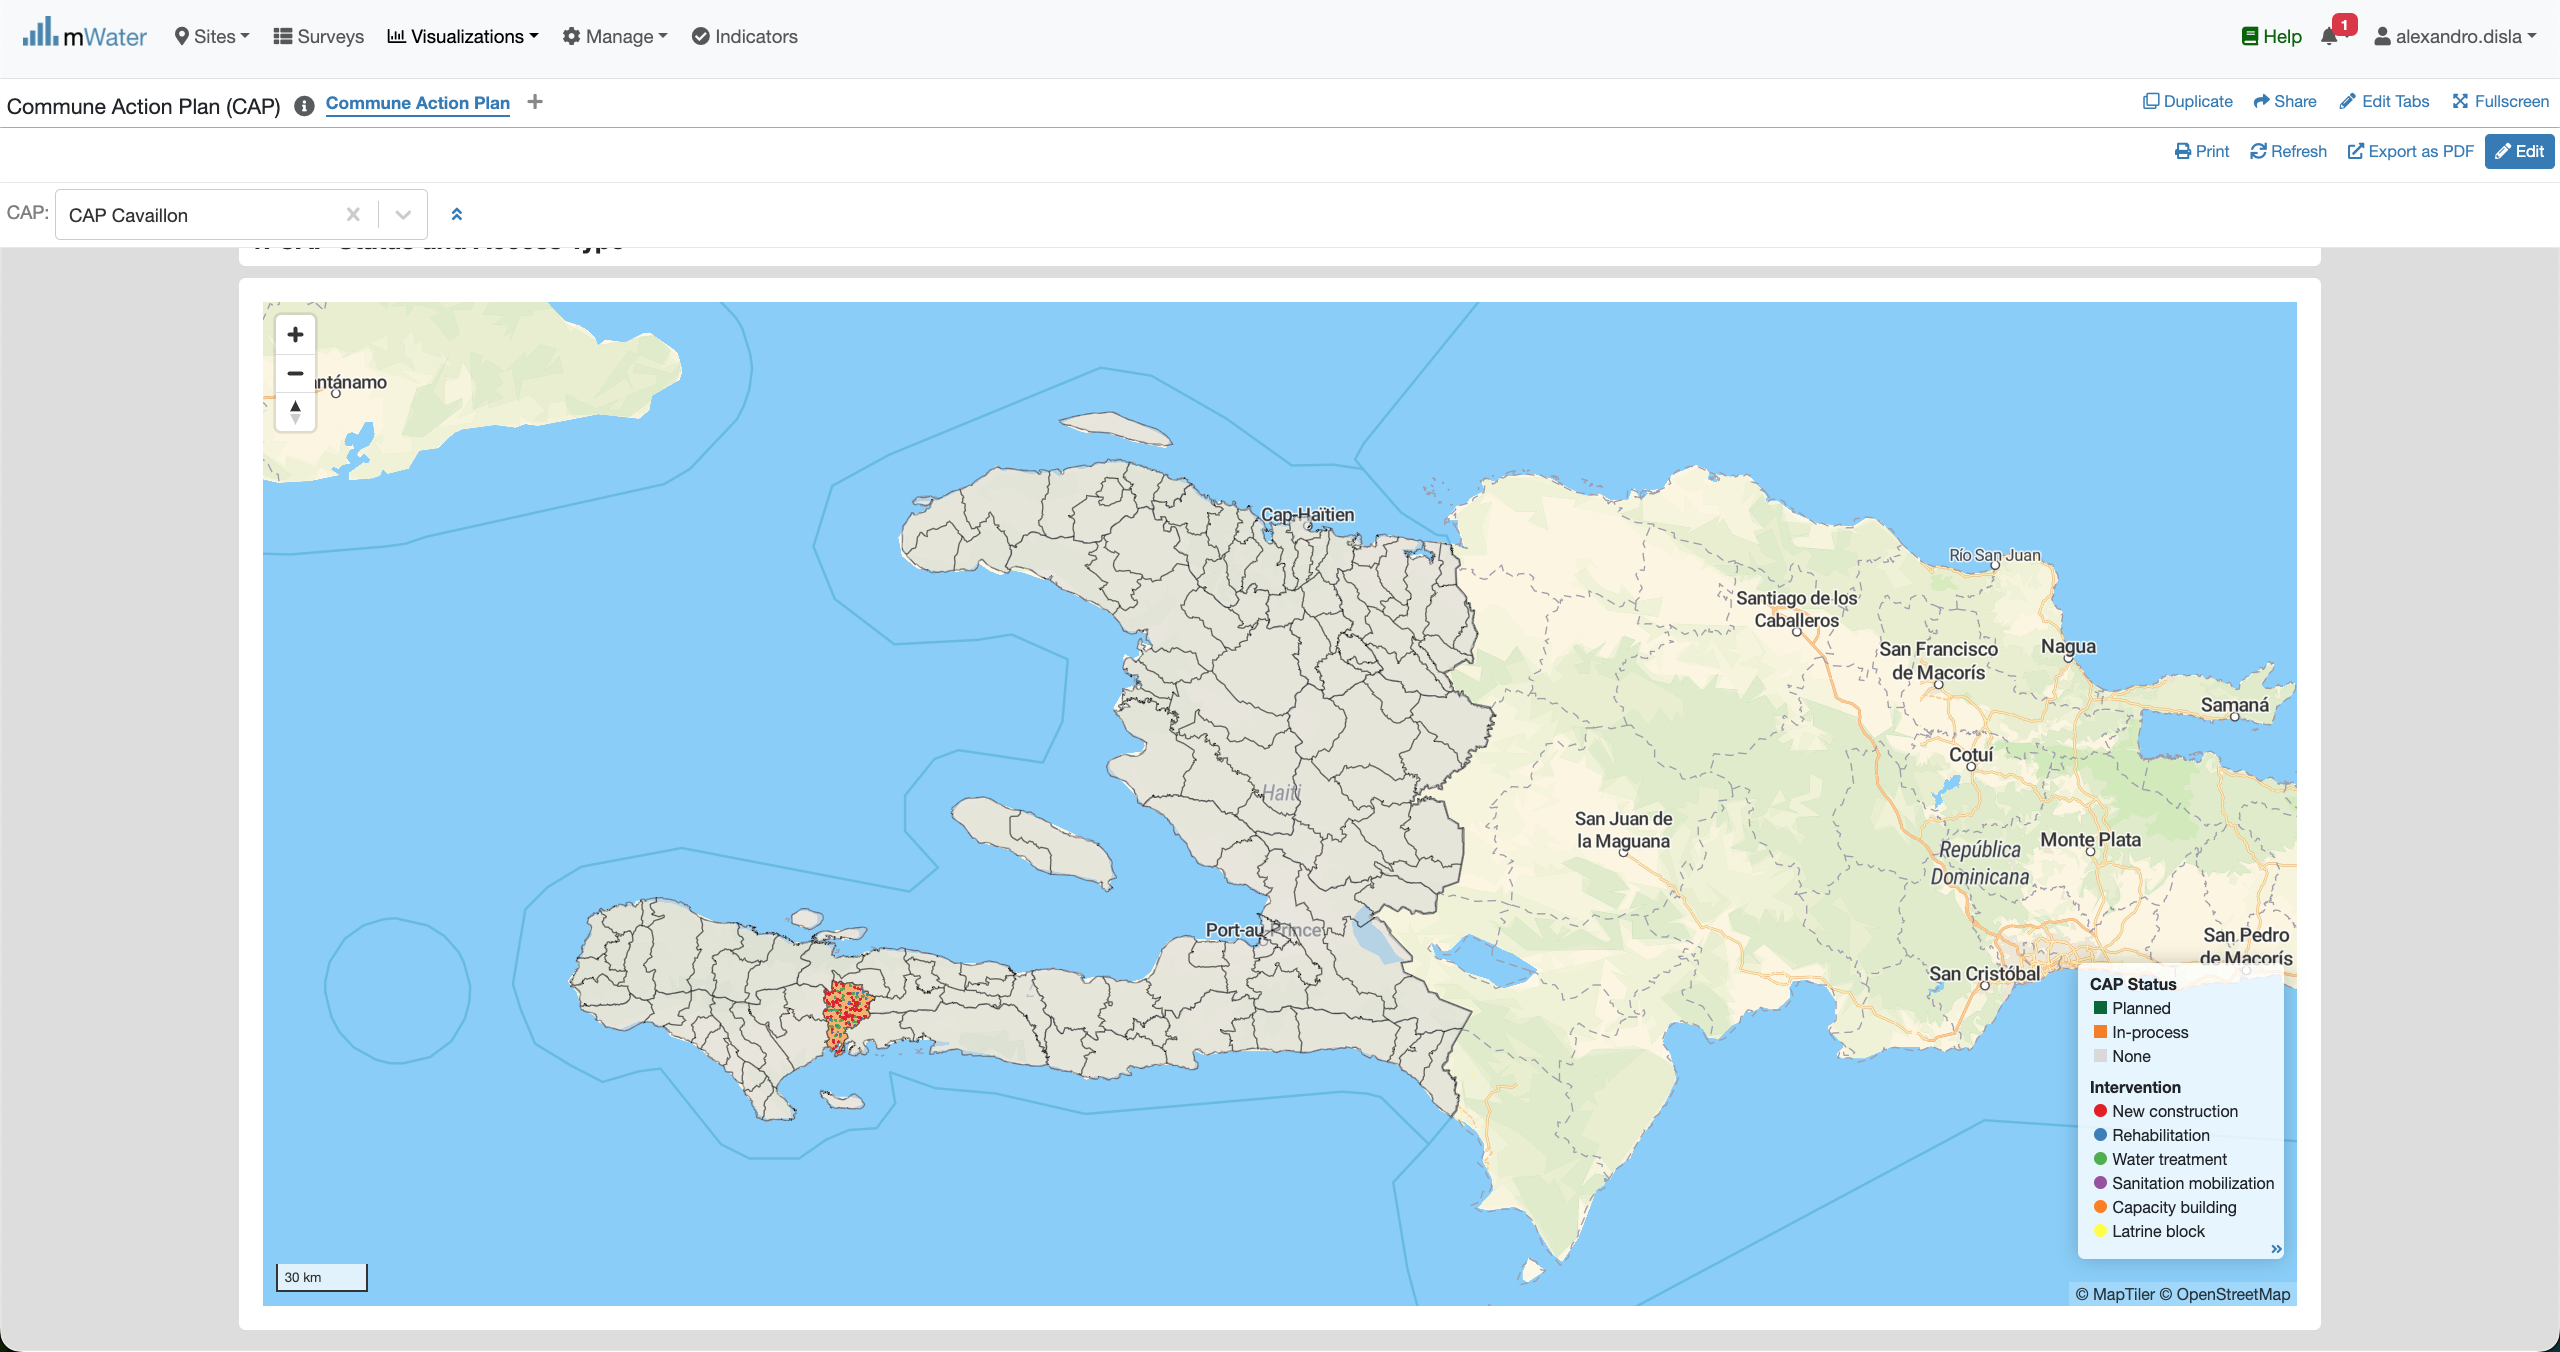 mWater Sites Surveys Visualizations Manage Indicators Help 1 alexandro.disla
Commune Action Plan (CAP) Commune Action Plan Duplicate Share Edit Tabs Fullscreen
Print Refresh Export as PDF Edit
CAP: CAP Cavaillon
ntánamo
Cap-Haïtien
Río San Juan
Santiago de los
Caballeros
San Francisco
de Macorís
Nagua
Samaná
Cotuí
Haiti
San Juan de
la Maguana
Monte Plata
República
Dominicana
Port-au-Prince
San Pedro
de Macorís
San Cristóbal
CAP Status
Planned
In-process
None
Intervention
New construction
Rehabilitation
Water treatment
Sanitation mobilization
Capacity building
Latrine block
30 km
© MapTiler © OpenStreetMap